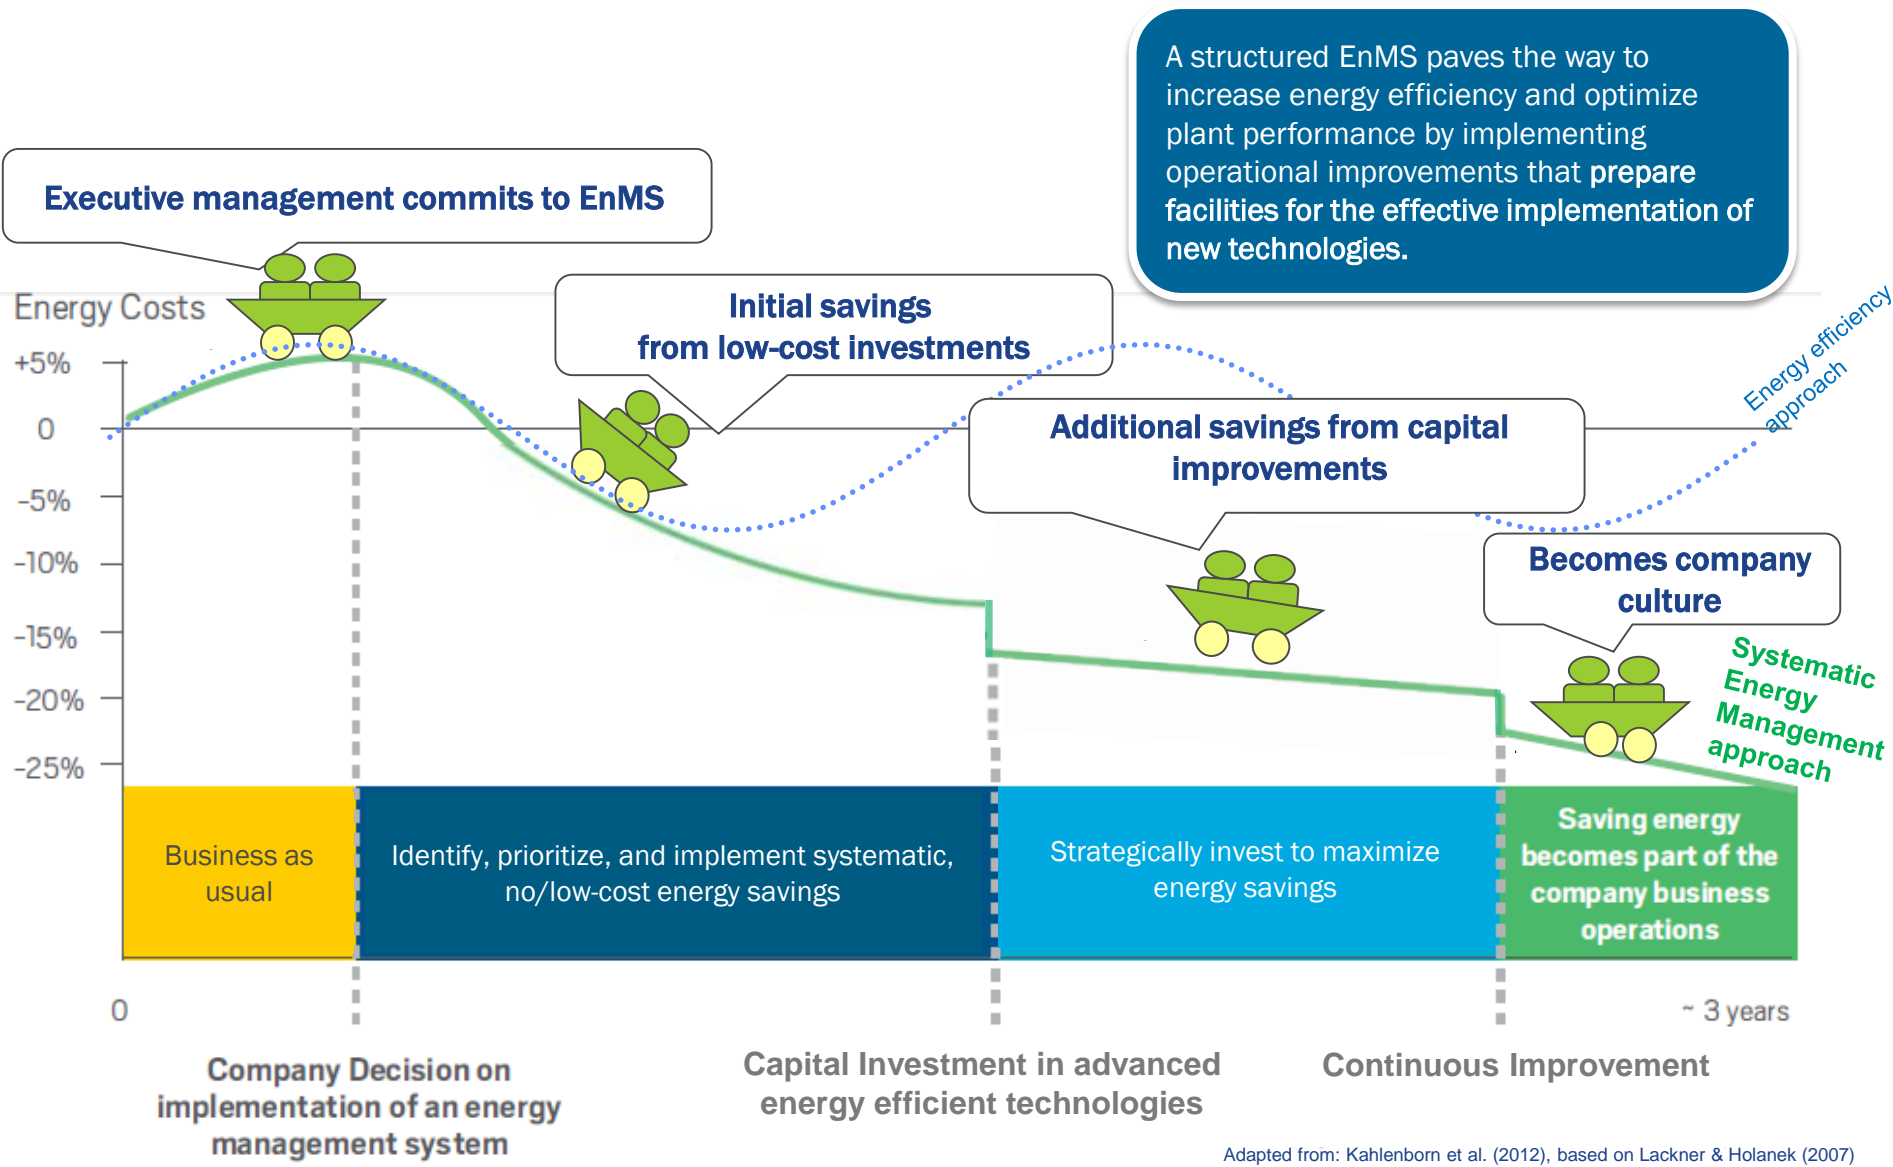 A structured EnMS paves the way to
increase energy efficiency and optimize
plant performance by implementing
operational improvements that prepare
facilities for the effective implementation of
new technologies.
Executive management commits to EnMS
Initial savings
from low-cost investments
Energy Costs
+5%
0
-5%
-10%
-15%
-20%
-25%
Energy efficiency
approach
Additional savings from capital
improvements
Becomes company
culture
Systematic
Energy
Management
approach
Business as
usual
Identify, prioritize, and implement systematic,
no/low-cost energy savings
Strategically invest to maximize
energy savings
Saving energy
becomes part of the
company business
operations
0
~ 3 years
Company Decision on
implementation of an energy
management system
Capital Investment in advanced
energy efficient technologies
Continuous Improvement
Adapted from: Kahlenborn et al. (2012), based on Lackner & Holanek (2007)